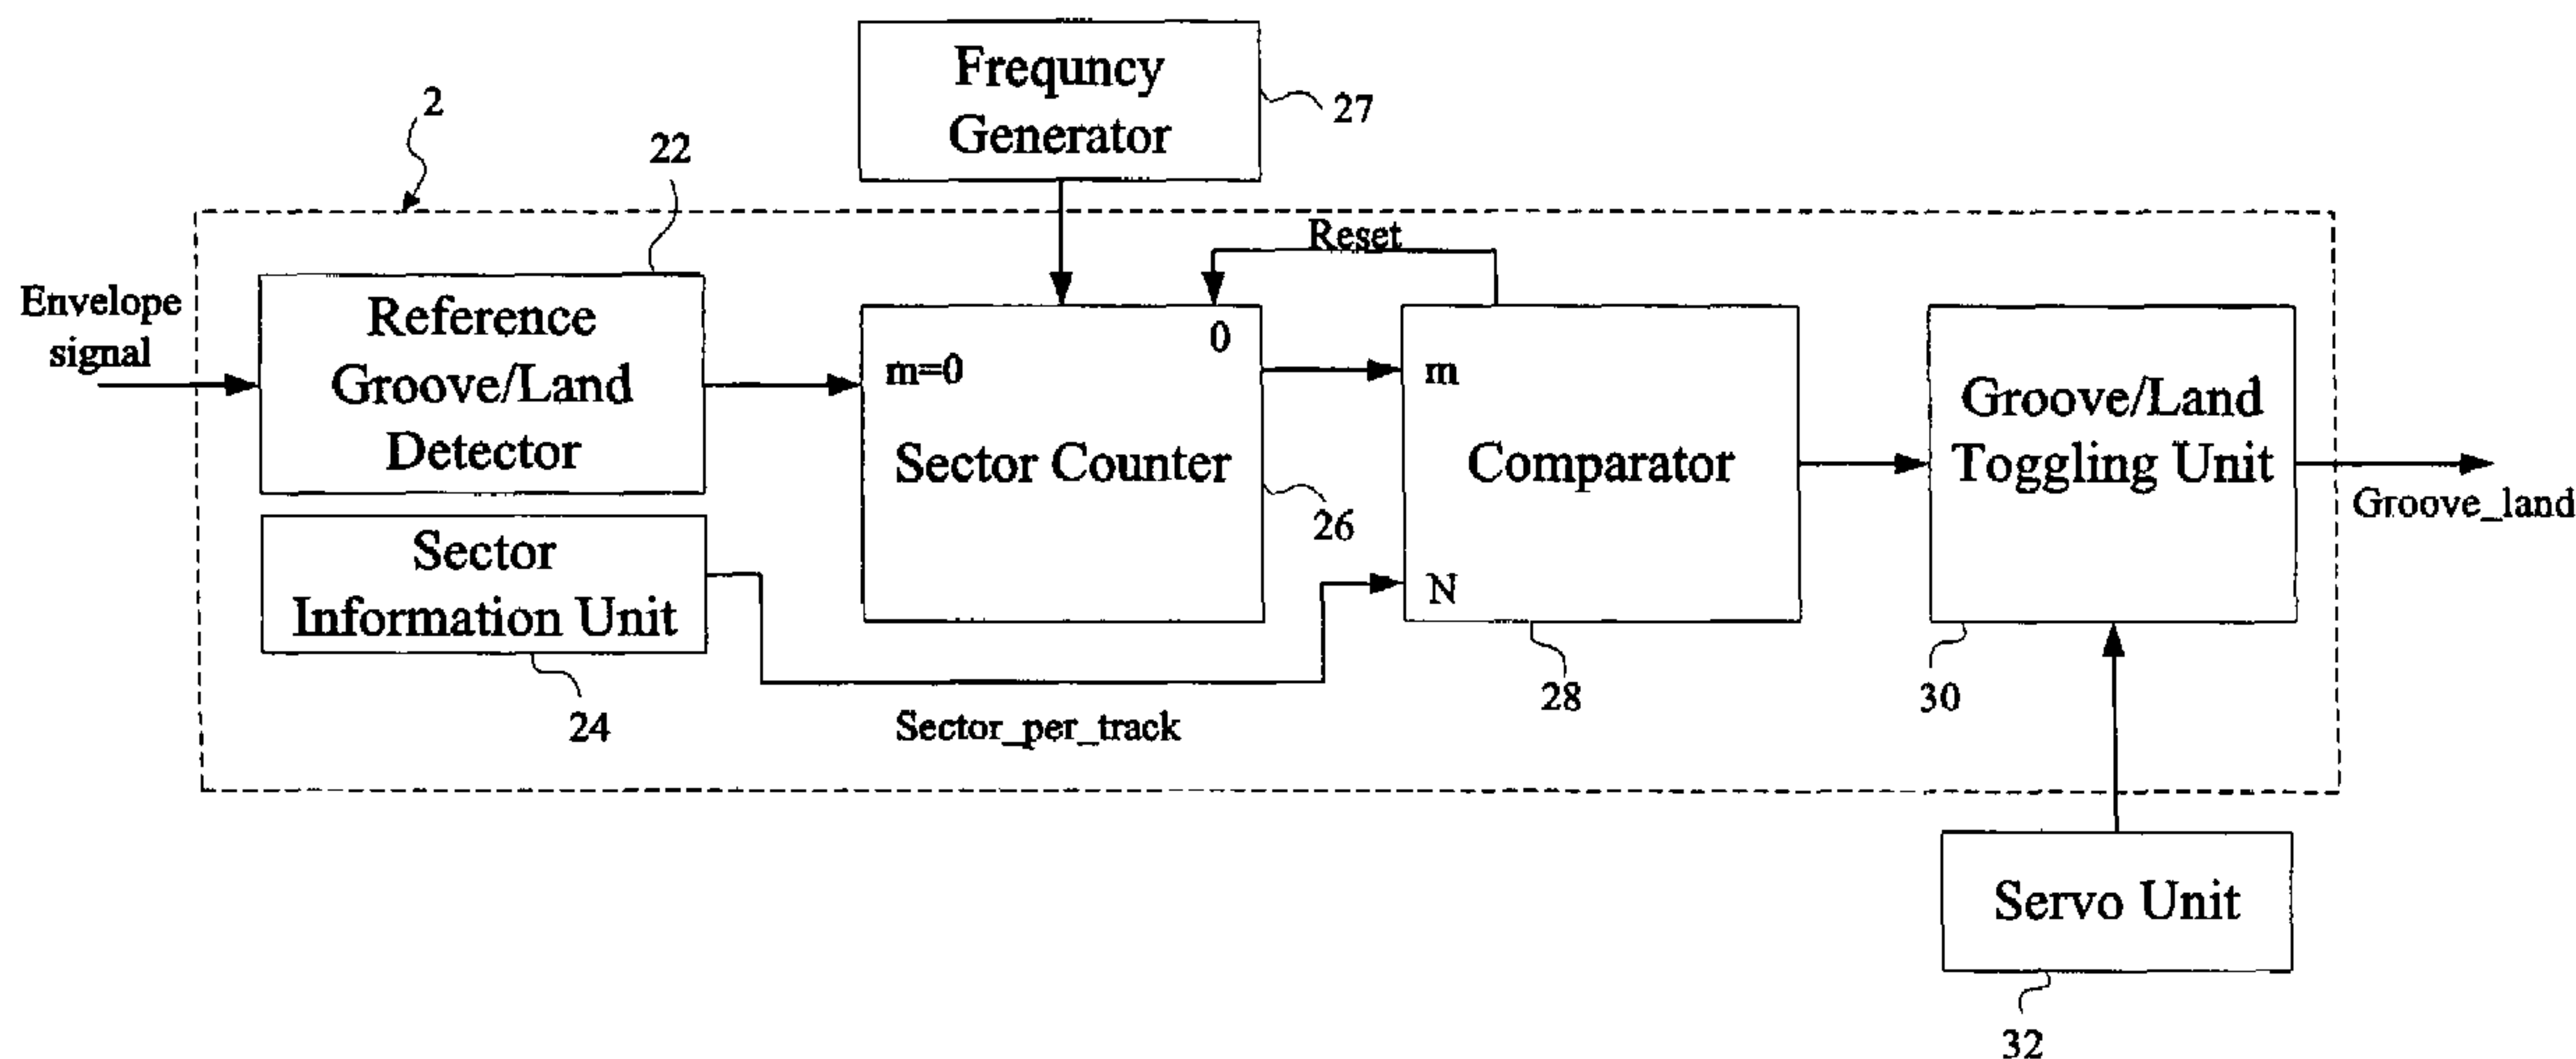 Frequncy
Generator
27
2
22
Reset
Envelope
signal
Reference
Groove/Land
Detector
m=0
0
Sector Counter
26
m
Comparator
N
28
Groove/Land
Toggling Unit
30
Groove_land
Sector
Information Unit
24
Sector_per_track
Servo Unit
32